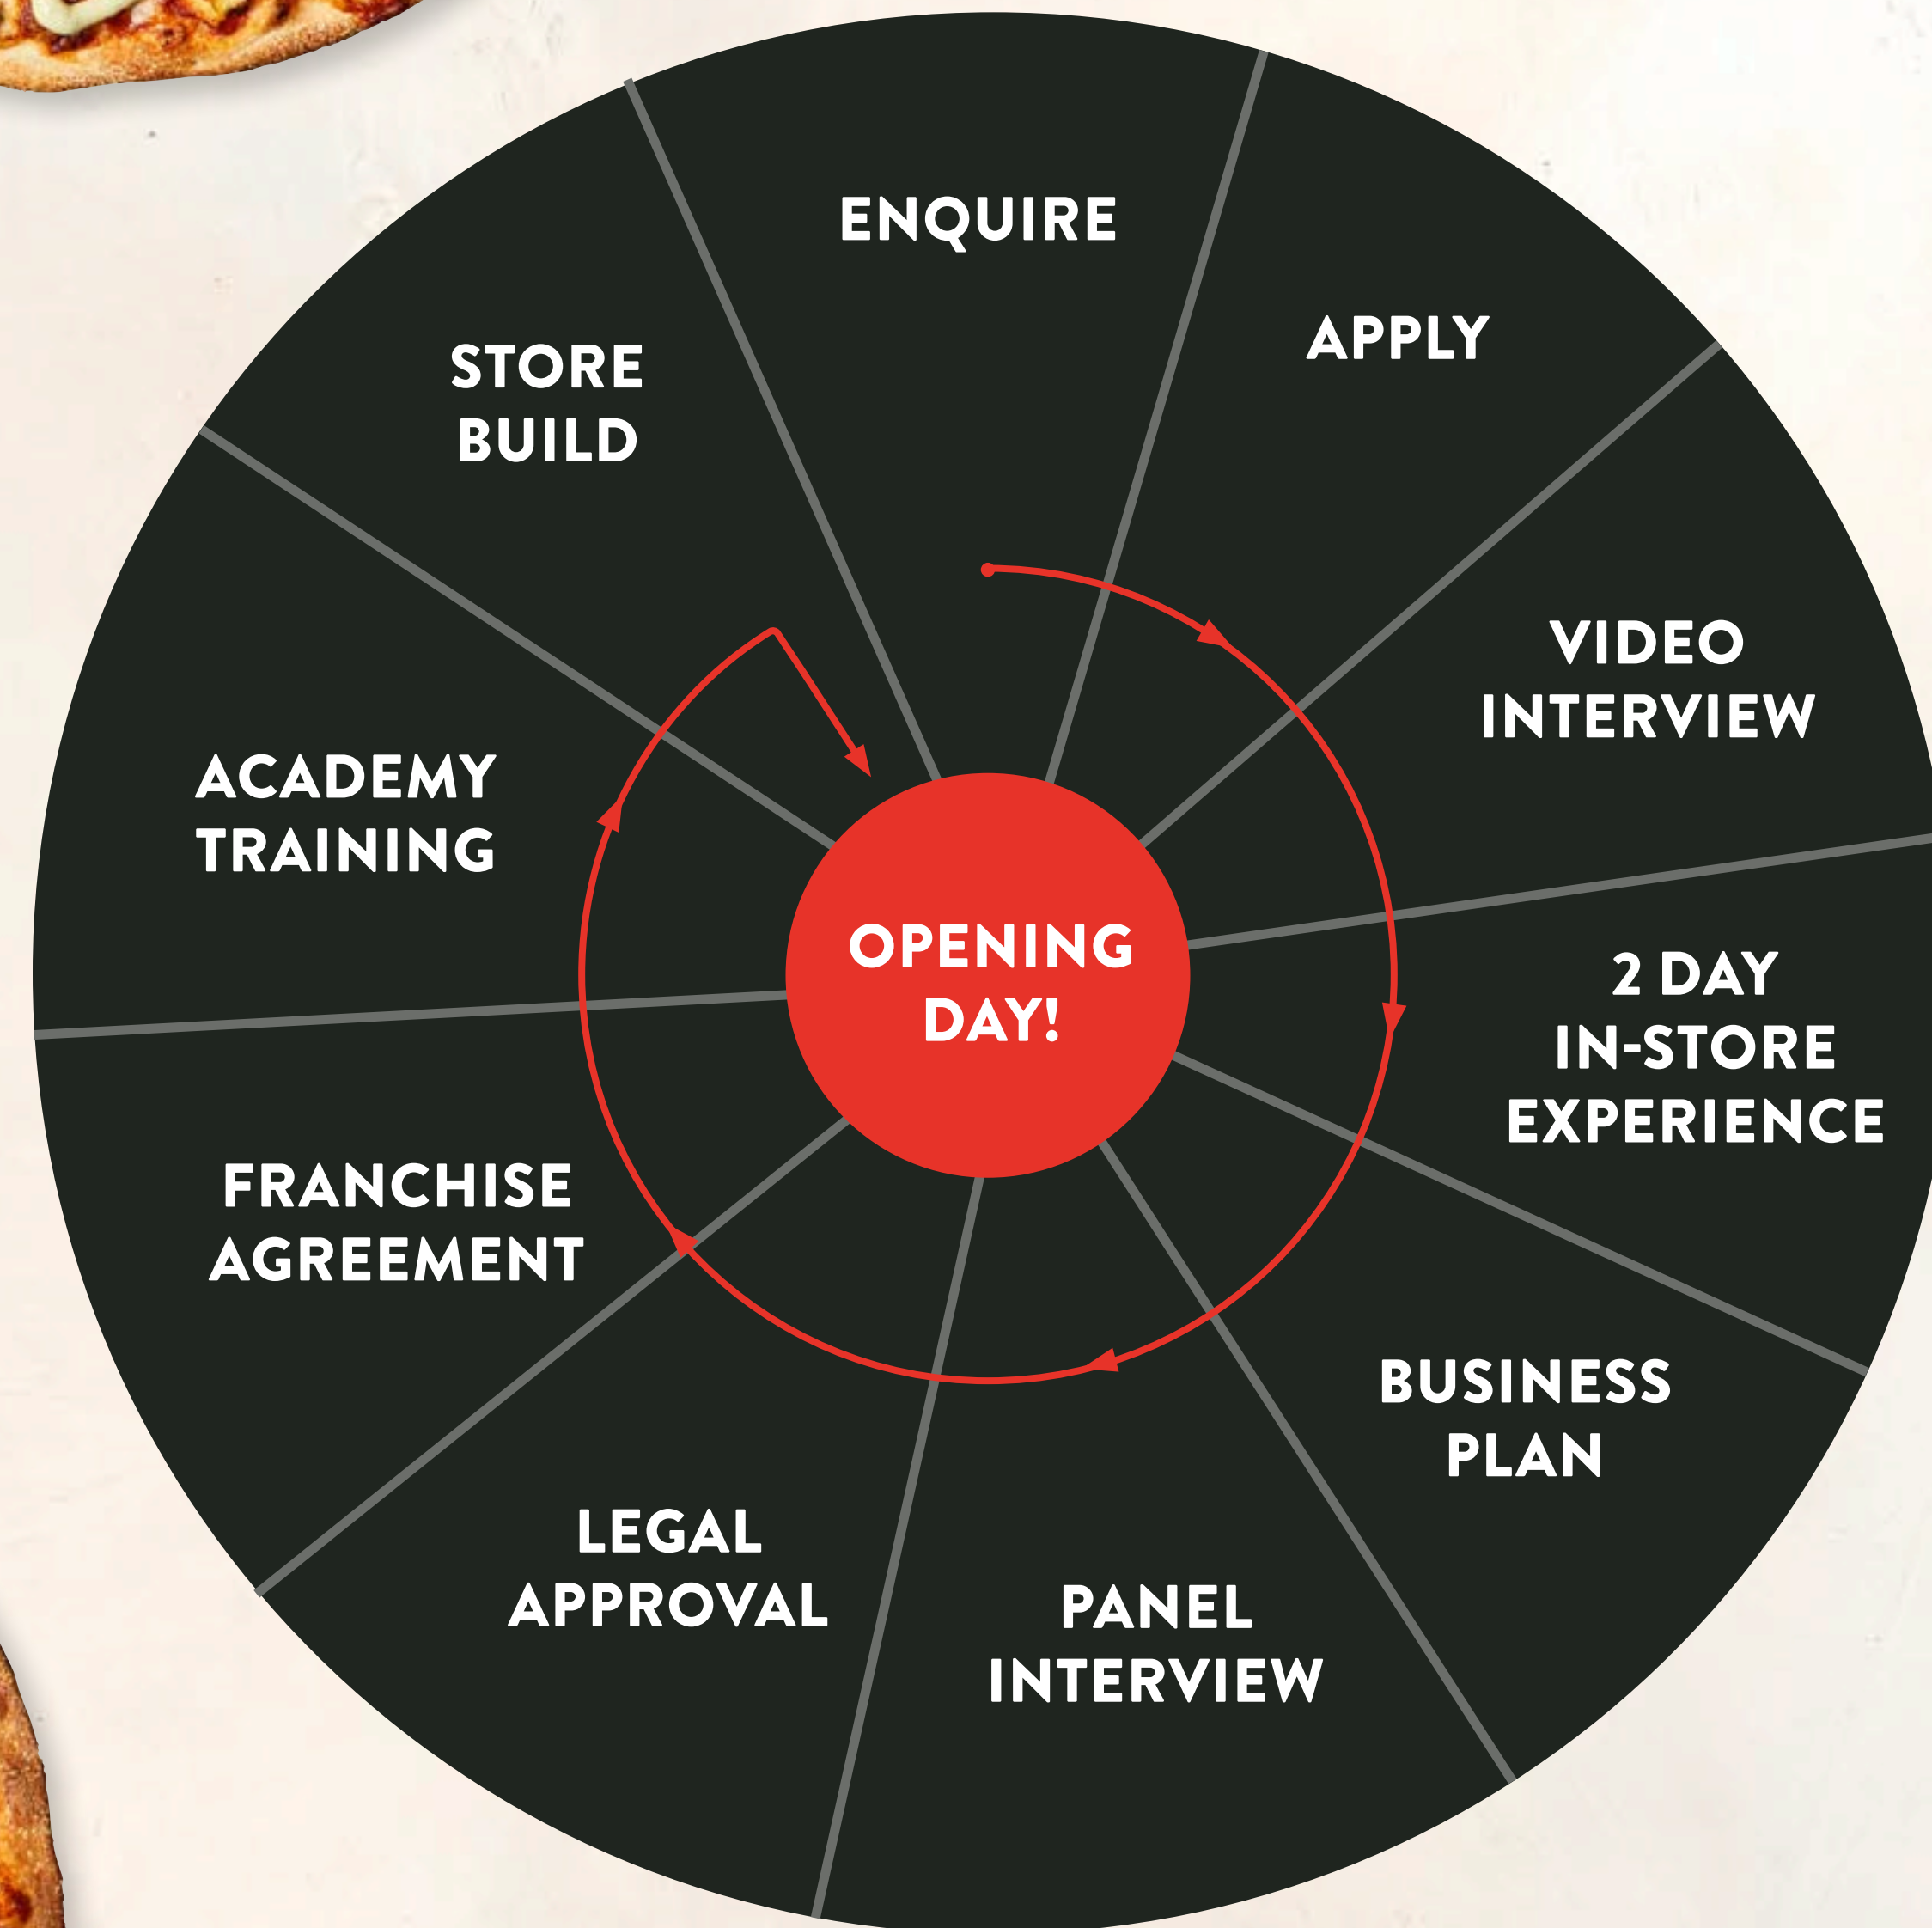 ENQUIRE
APPLY
VIDEO
INTERVIEW
2 DAY
IN-STORE
EXPERIENCE
BUSINESS
PLAN
PANEL
INTERVIEW
LEGAL
APPROVAL
FRANCHISE
AGREEMENT
ACADEMY
TRAINING
STORE
BUILD
OPENING
DAY!